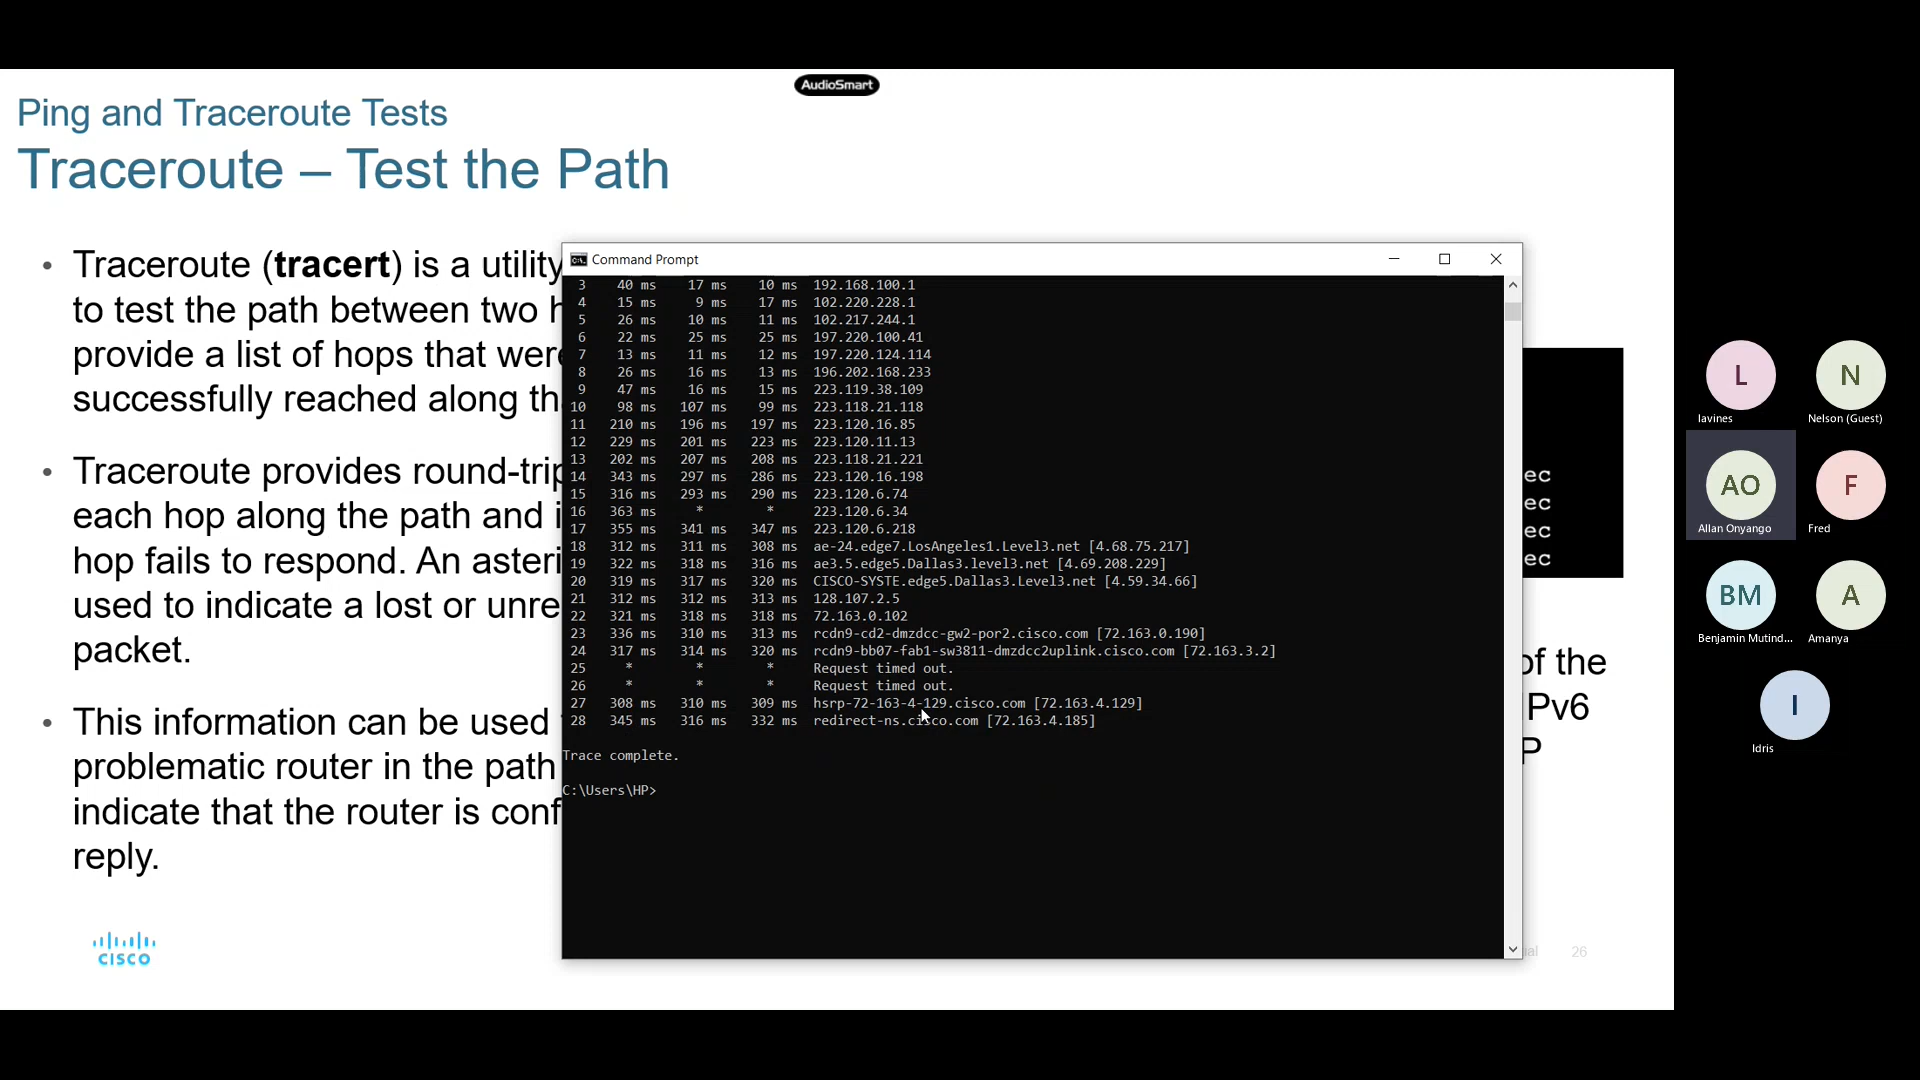 AudioSmart
Ping and Traceroute Tests
Traceroute – Test the Path
• Traceroute (tracert) is a utility
to test the path between two h
provide a list of hops that were
successfully reached along th
• Traceroute provides round-trip
each hop along the path and i
hop fails to respond. An asteri
used to indicate a lost or unre
packet.
• This information can be used
problematic router in the path
indicate that the router is conf
reply.
CISCO
Command Prompt
3 40 ms 17 ms 10 ms 192.168.100.1
4 15 ms 9 ms 17 ms 102.220.228.1
5 26 ms 10 ms 11 ms 102.217.244.1
6 22 ms 25 ms 25 ms 197.220.100.41
7 13 ms 11 ms 12 ms 197.220.124.114
8 26 ms 16 ms 13 ms 196.202.168.233
9 47 ms 16 ms 15 ms 223.119.38.109
10 98 ms 107 ms 99 ms 223.118.21.118
11 210 ms 196 ms 197 ms 223.120.16.85
12 229 ms 201 ms 223 ms 223.120.11.13
13 202 ms 207 ms 208 ms 223.118.21.221
14 343 ms 297 ms 286 ms 223.120.16.198
15 316 ms 293 ms 290 ms 223.120.6.74
16 363 ms * * 223.120.6.34
17 355 ms 341 ms 347 ms 223.120.6.218
18 312 ms 311 ms 308 ms ae-24.edge7.LosAngeles1.Level3.net [4.68.75.217]
19 322 ms 318 ms 316 ms ae3.5.edge5.Dallas3.level3.net [4.69.208.229]
20 319 ms 317 ms 320 ms CISCO-SYSTE.edge5.Dallas3.Level3.net [4.59.34.66]
21 312 ms 312 ms 313 ms 128.107.2.5
22 321 ms 318 ms 318 ms 72.163.0.102
23 336 ms 310 ms 313 ms rcdn9-cd2-dmzdcc-gw2-por2.cisco.com [72.163.0.190]
24 317 ms 314 ms 320 ms rcdn9-bb07-fab1-sw3811-dmzdcc2uplink.cisco.com [72.163.3.2]
25 * * * Request timed out.
26 * * * Request timed out.
27 308 ms 310 ms 309 ms hsrp-72-163-4-129.cisco.com [72.163.4.129]
28 345 ms 316 ms 332 ms redirect-ns.cisco.com [72.163.4.185]
Trace complete.
C:\Users\HP>
ec
ec
ec
ec
of the
IPv6
P
ial 26
L
lavines
N
Nelson (Guest)
AO
Allan Onyango
F
Fred
BM
Benjamin Mutind...
A
Amanya
I
Idris